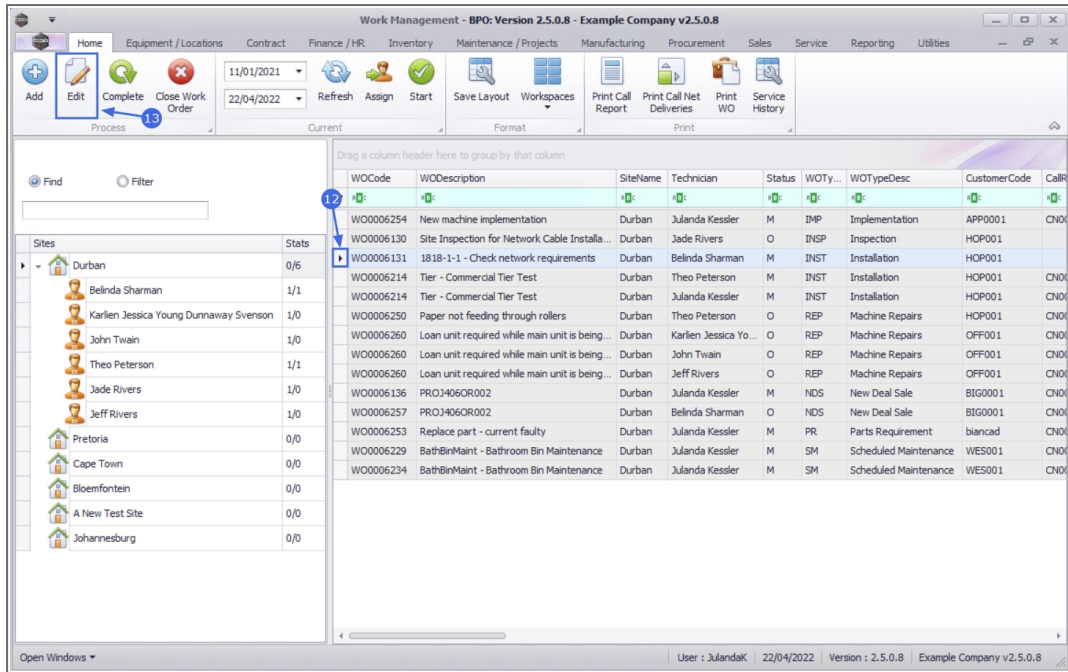 Work Management - BPO: Version 2.5.0.8 - Example Company v2.5.0.8
Home Equipment / Locations Contract Finance / HR Inventory Maintenance / Projects Manufacturing Procurement Sales Service Reporting Utilities
11/01/2021
22/04/2022
Add Edit Complete Close Work Order Refresh Assign Start Save Layout Workspaces Print Call Report Print Call Net Deliveries Print WO Service History
13
Process Current Format Print
Drag a column header here to group by that column
Find Filter
12
WOCode WODescription SiteName Technician Status WOTy... WOTypeDesc CustomerCode CallR
WO0006254 New machine implementation Durban Julanda Kessler M IMP Implementation APP0001 CN00
WO0006130 Site Inspection for Network Cable Installa... Durban Jade Rivers O INSP Inspection HOP001
WO0006131 1818-1-1 - Check network requirements Durban Belinda Sharman M INST Installation HOP001
WO0006214 Tier - Commercial Tier Test Durban Theo Peterson M INST Installation HOP001 CN00
WO0006214 Tier - Commercial Tier Test Durban Julanda Kessler M INST Installation HOP001 CN00
WO0006250 Paper not feeding through rollers Durban Theo Peterson O REP Machine Repairs HOP001 CN00
WO0006260 Loan unit required while main unit is being... Durban Karlien Jessica Yo... O REP Machine Repairs OFF001 CN00
WO0006260 Loan unit required while main unit is being... Durban John Twain O REP Machine Repairs OFF001 CN00
WO0006260 Loan unit required while main unit is being... Durban Jeff Rivers O REP Machine Repairs OFF001 CN00
WO0006136 PROJ406OR002 Durban Julanda Kessler M NDS New Deal Sale BIG0001 CN00
WO0006257 PROJ406OR002 Durban Belinda Sharman O NDS New Deal Sale BIG0001 CN00
WO0006253 Replace part - current faulty Durban Julanda Kessler M PR Parts Requirement biancad CN00
WO0006229 BathBinMaint - Bathroom Bin Maintenance Durban Julanda Kessler M SM Scheduled Maintenance WES001 CN00
WO0006234 BathBinMaint - Bathroom Bin Maintenance Durban Julanda Kessler M SM Scheduled Maintenance WES001 CN00
Sites Stats
Durban 0/6
Belinda Sharman 1/1
Karlien Jessica Young Dunnaway Svenson 1/0
John Twain 1/0
Theo Peterson 1/1
Jade Rivers 1/0
Jeff Rivers 1/0
Pretoria 0/0
Cape Town 0/0
Bloemfontein 0/0
A New Test Site 0/0
Johannesburg 0/0
Open Windows User : JulandaK 22/04/2022 Version : 2.5.0.8 Example Company v2.5.0.8